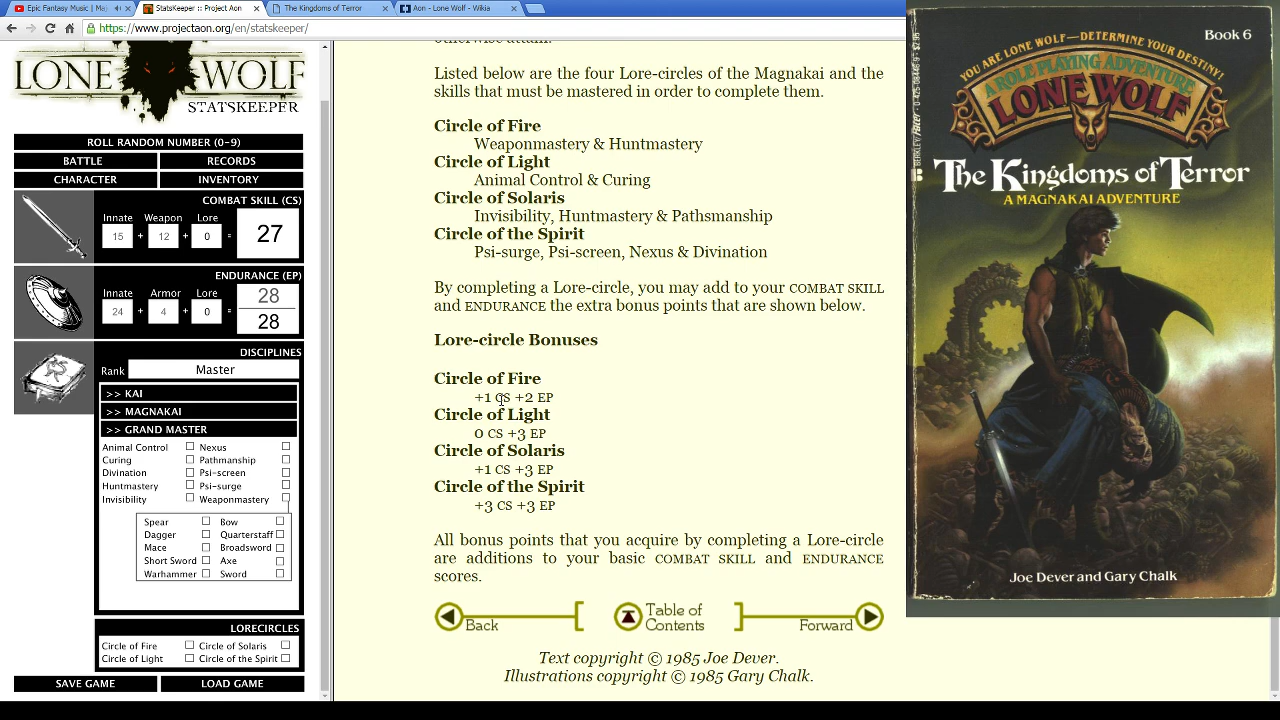 Epic Fantasy Music | Ma
StatsKeeper :: Project Aon
The Kingdoms of Terror
Aon - Lone Wolf - Wikia
https://www.projectaon.org/en/statskeeper/
LONE WOLF
STATSKEEPER
ROLL RANDOM NUMBER (0-9)
BATTLE RECORDS
CHARACTER INVENTORY
COMBAT SKILL (CS)
Innate Weapon Lore
15 + 12 + 0 = 27
ENDURANCE (EP)
Innate Armor Lore
28
24 + 4 + 0 = 28
DISCIPLINES
Rank Master
>> KAI
>> MAGNAKAI
>> GRAND MASTER
Animal Control Nexus
Curing Pathmanship
Divination Psi-screen
Huntmastery Psi-surge
Invisibility Weaponmastery
Spear Bow
Dagger Quarterstaff
Mace Broadsword
Short Sword Axe
Warhammer Sword
LORECIRCLES
Circle of Fire Circle of Solaris
Circle of Light Circle of the Spirit
SAVE GAME LOAD GAME
otherwise attain.
Listed below are the four Lore-circles of the Magnakai and the
skills that must be mastered in order to complete them.
Circle of Fire
Weaponmastery & Huntmastery
Circle of Light
Animal Control & Curing
Circle of Solaris
Invisibility, Huntmastery & Pathsmanship
Circle of the Spirit
Psi-surge, Psi-screen, Nexus & Divination
By completing a Lore-circle, you may add to your COMBAT SKILL
and ENDURANCE the extra bonus points that are shown below.
Lore-circle Bonuses
Circle of Fire
+1 CS +2 EP
Circle of Light
0 CS +3 EP
Circle of Solaris
+1 CS +3 EP
Circle of the Spirit
+3 CS +3 EP
All bonus points that you acquire by completing a Lore-circle
are additions to your basic COMBAT SKILL and ENDURANCE
scores.
Back
Table of
Contents
Forward
Text copyright © 1985 Joe Dever.
Illustrations copyright © 1985 Gary Chalk.
Book 6
YOU ARE LONE WOLF—DETERMINE YOUR DESTINY!
A ROLE PLAYING ADVENTURE
LONE WOLF
The Kingdoms of Terror
A MAGNAKAI ADVENTURE
Joe Dever and Gary Chalk